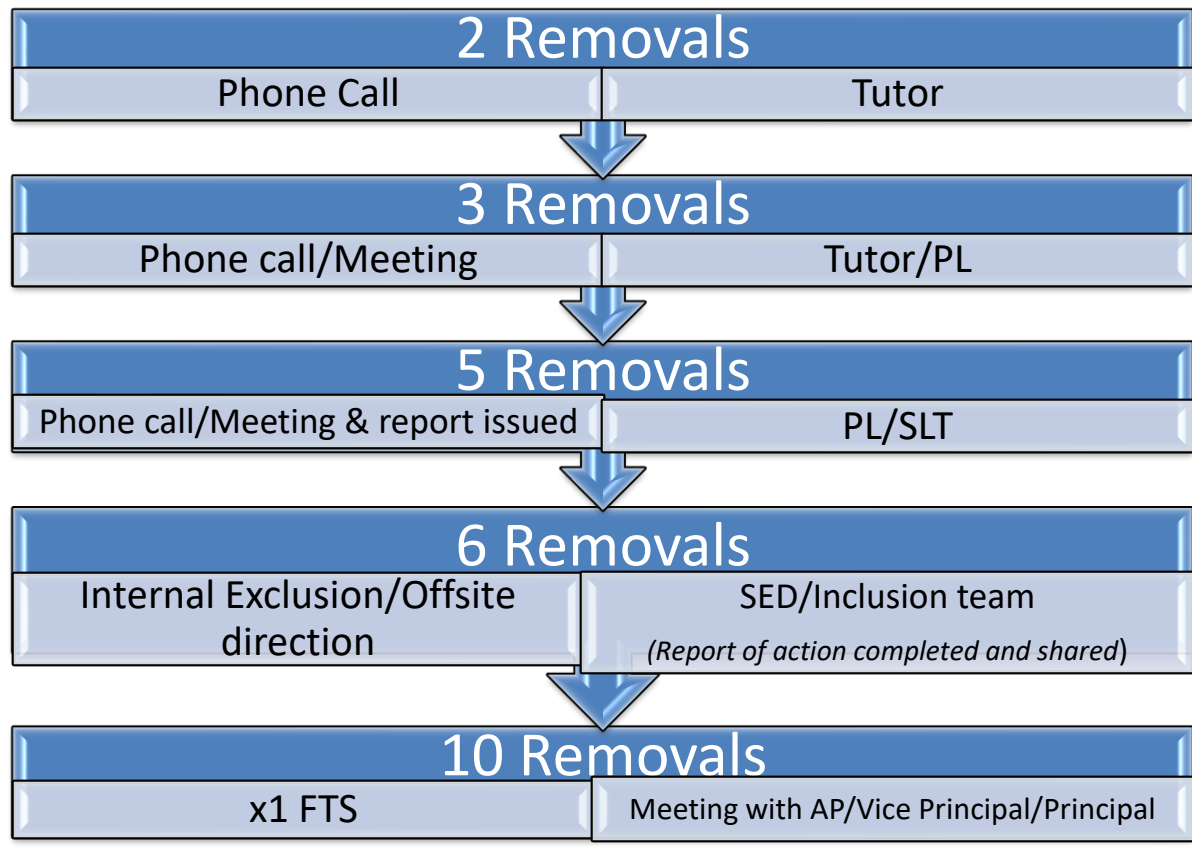 2 Removals
Phone Call
Tutor
3 Removals
Phone call/Meeting
Tutor/PL
5 Removals
Phone call/Meeting & report issued
PL/SLT
6 Removals
Internal Exclusion/Offsite
direction
SED/Inclusion team
(Report of action completed and shared)
10 Removals
x1 FTS
Meeting with AP/Vice Principal/Principal